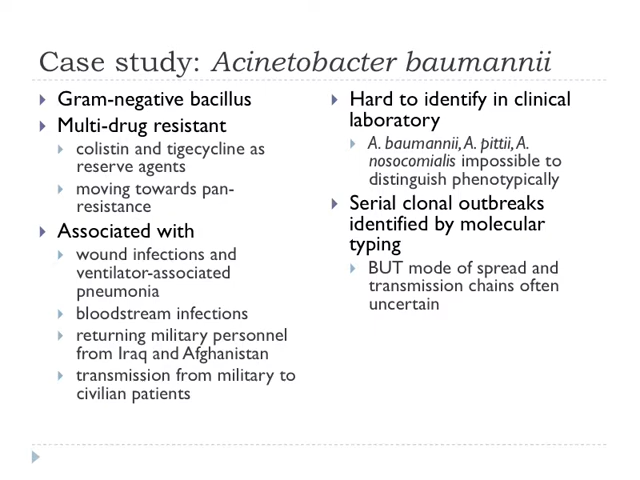 Case study: Acinetobacter baumannii
Gram-negative bacillus
Multi-drug resistant
colistin and tigecycline as
reserve agents
moving towards pan-
resistance
Associated with
wound infections and
ventilator-associated
pneumonia
bloodstream infections
returning military personnel
from Iraq and Afghanistan
transmission from military to
civilian patients
Hard to identify in clinical
laboratory
A. baumannii, A. pittii, A.
nosocomialis impossible to
distinguish phenotypically
Serial clonal outbreaks
identified by molecular
typing
BUT mode of spread and
transmission chains often
uncertain